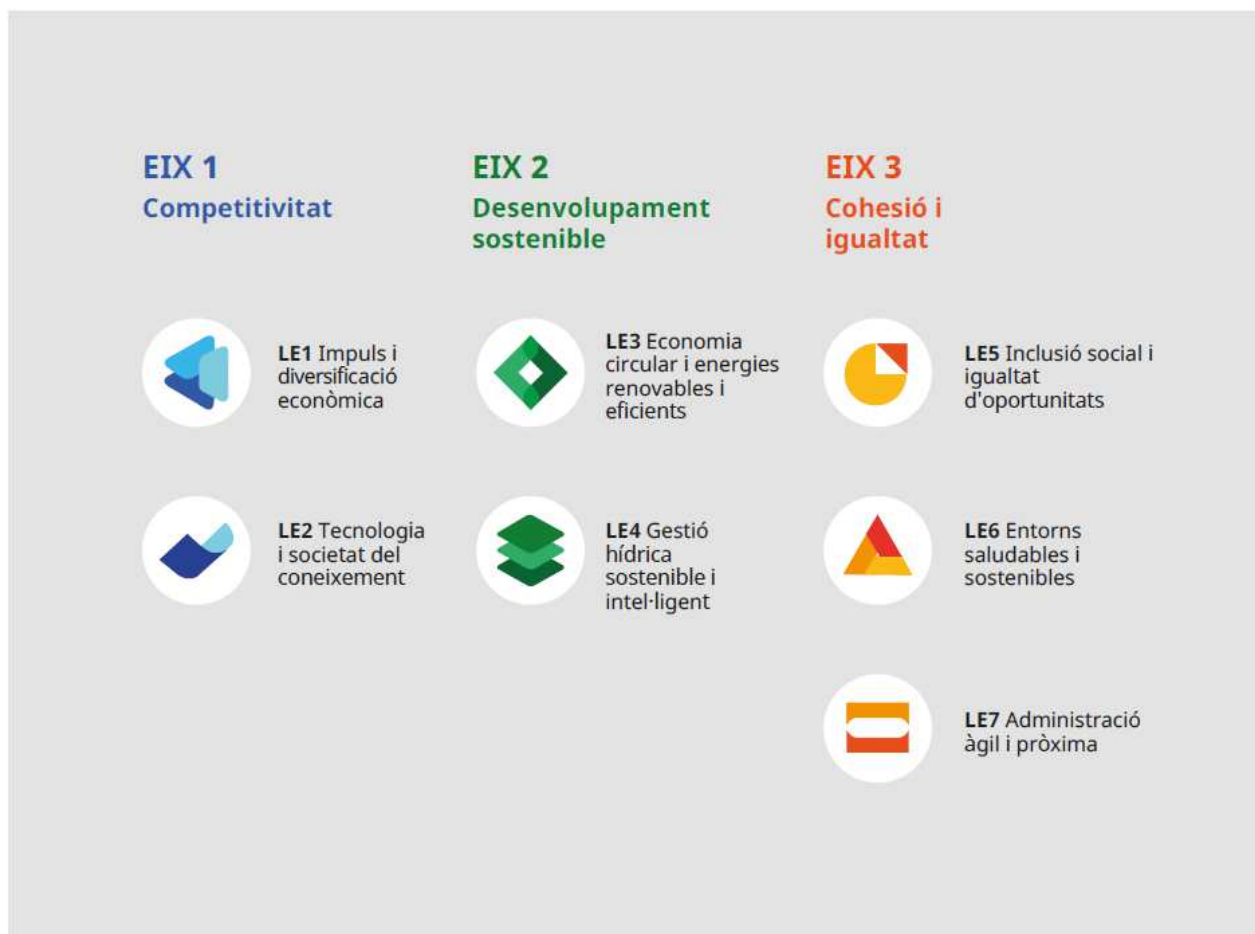 EIX 1
Competitivitat
LE1 Impuls i
diversificació
econòmica
LE2 Tecnologia
i societat del
coneixement
EIX 2
Desenvolupament
sostenible
LE3 Economia
circular i energies
renovables i
eficients
LE4 Gestió
hídrica
sostenible i
intel·ligent
EIX 3
Cohesió i
igualtat
LE5 Inclusió social i
igualtat
d'oportunitats
LE6 Entorns
saludables i
sostenibles
LE7 Administració
àgil i pròxima